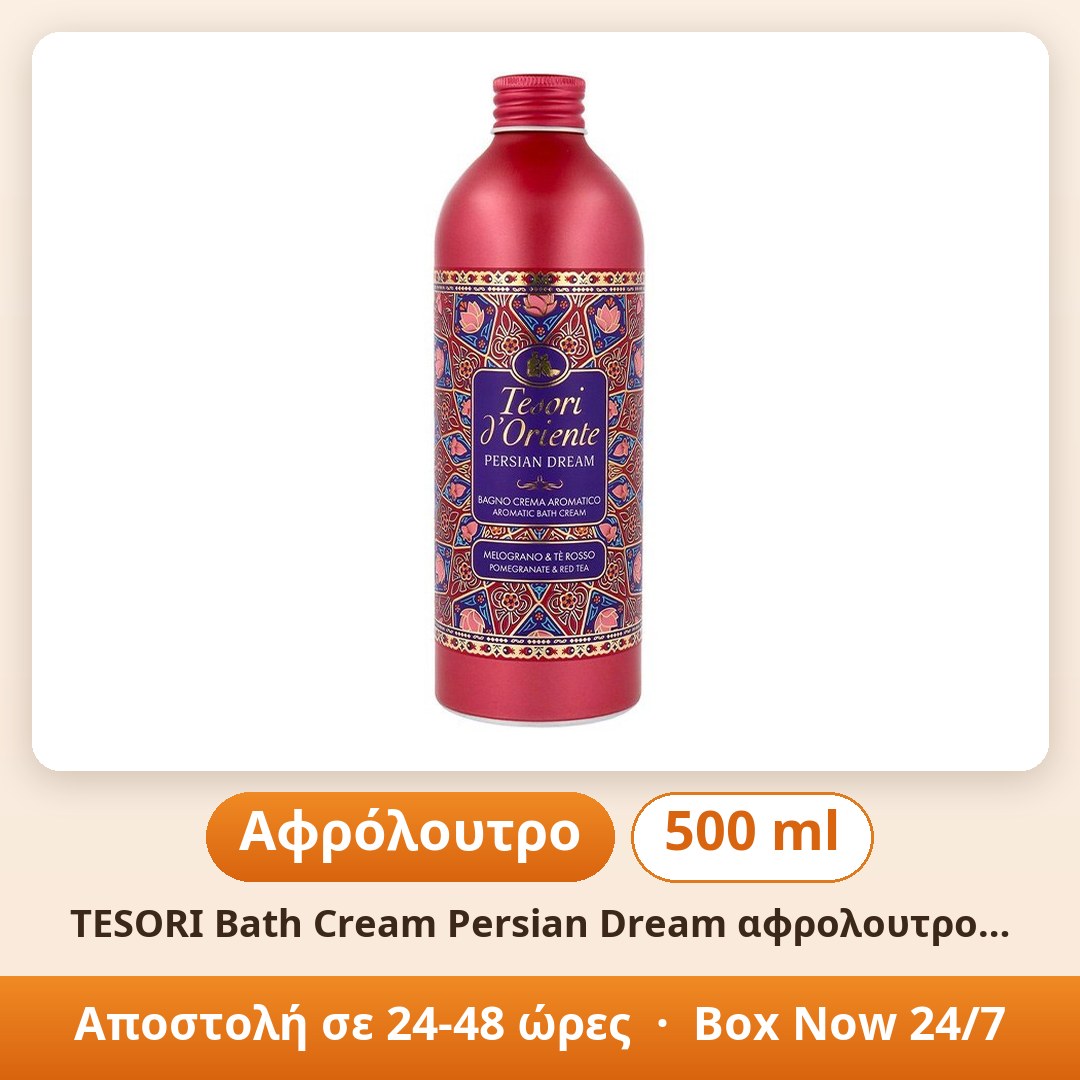 Tesori
d'Oriente
PERSIAN DREAM
BAGNO CREMA AROMATICO
AROMATIC BATH CREAM
MELOGRANO & TÈ ROSSO
POMEGRANATE & RED TEA
Αφρόλουτρο
500 ml
TESORI Bath Cream Persian Dream αφρολουτρο...
Αποστολή σε 24-48 ώρες · Box Now 24/7